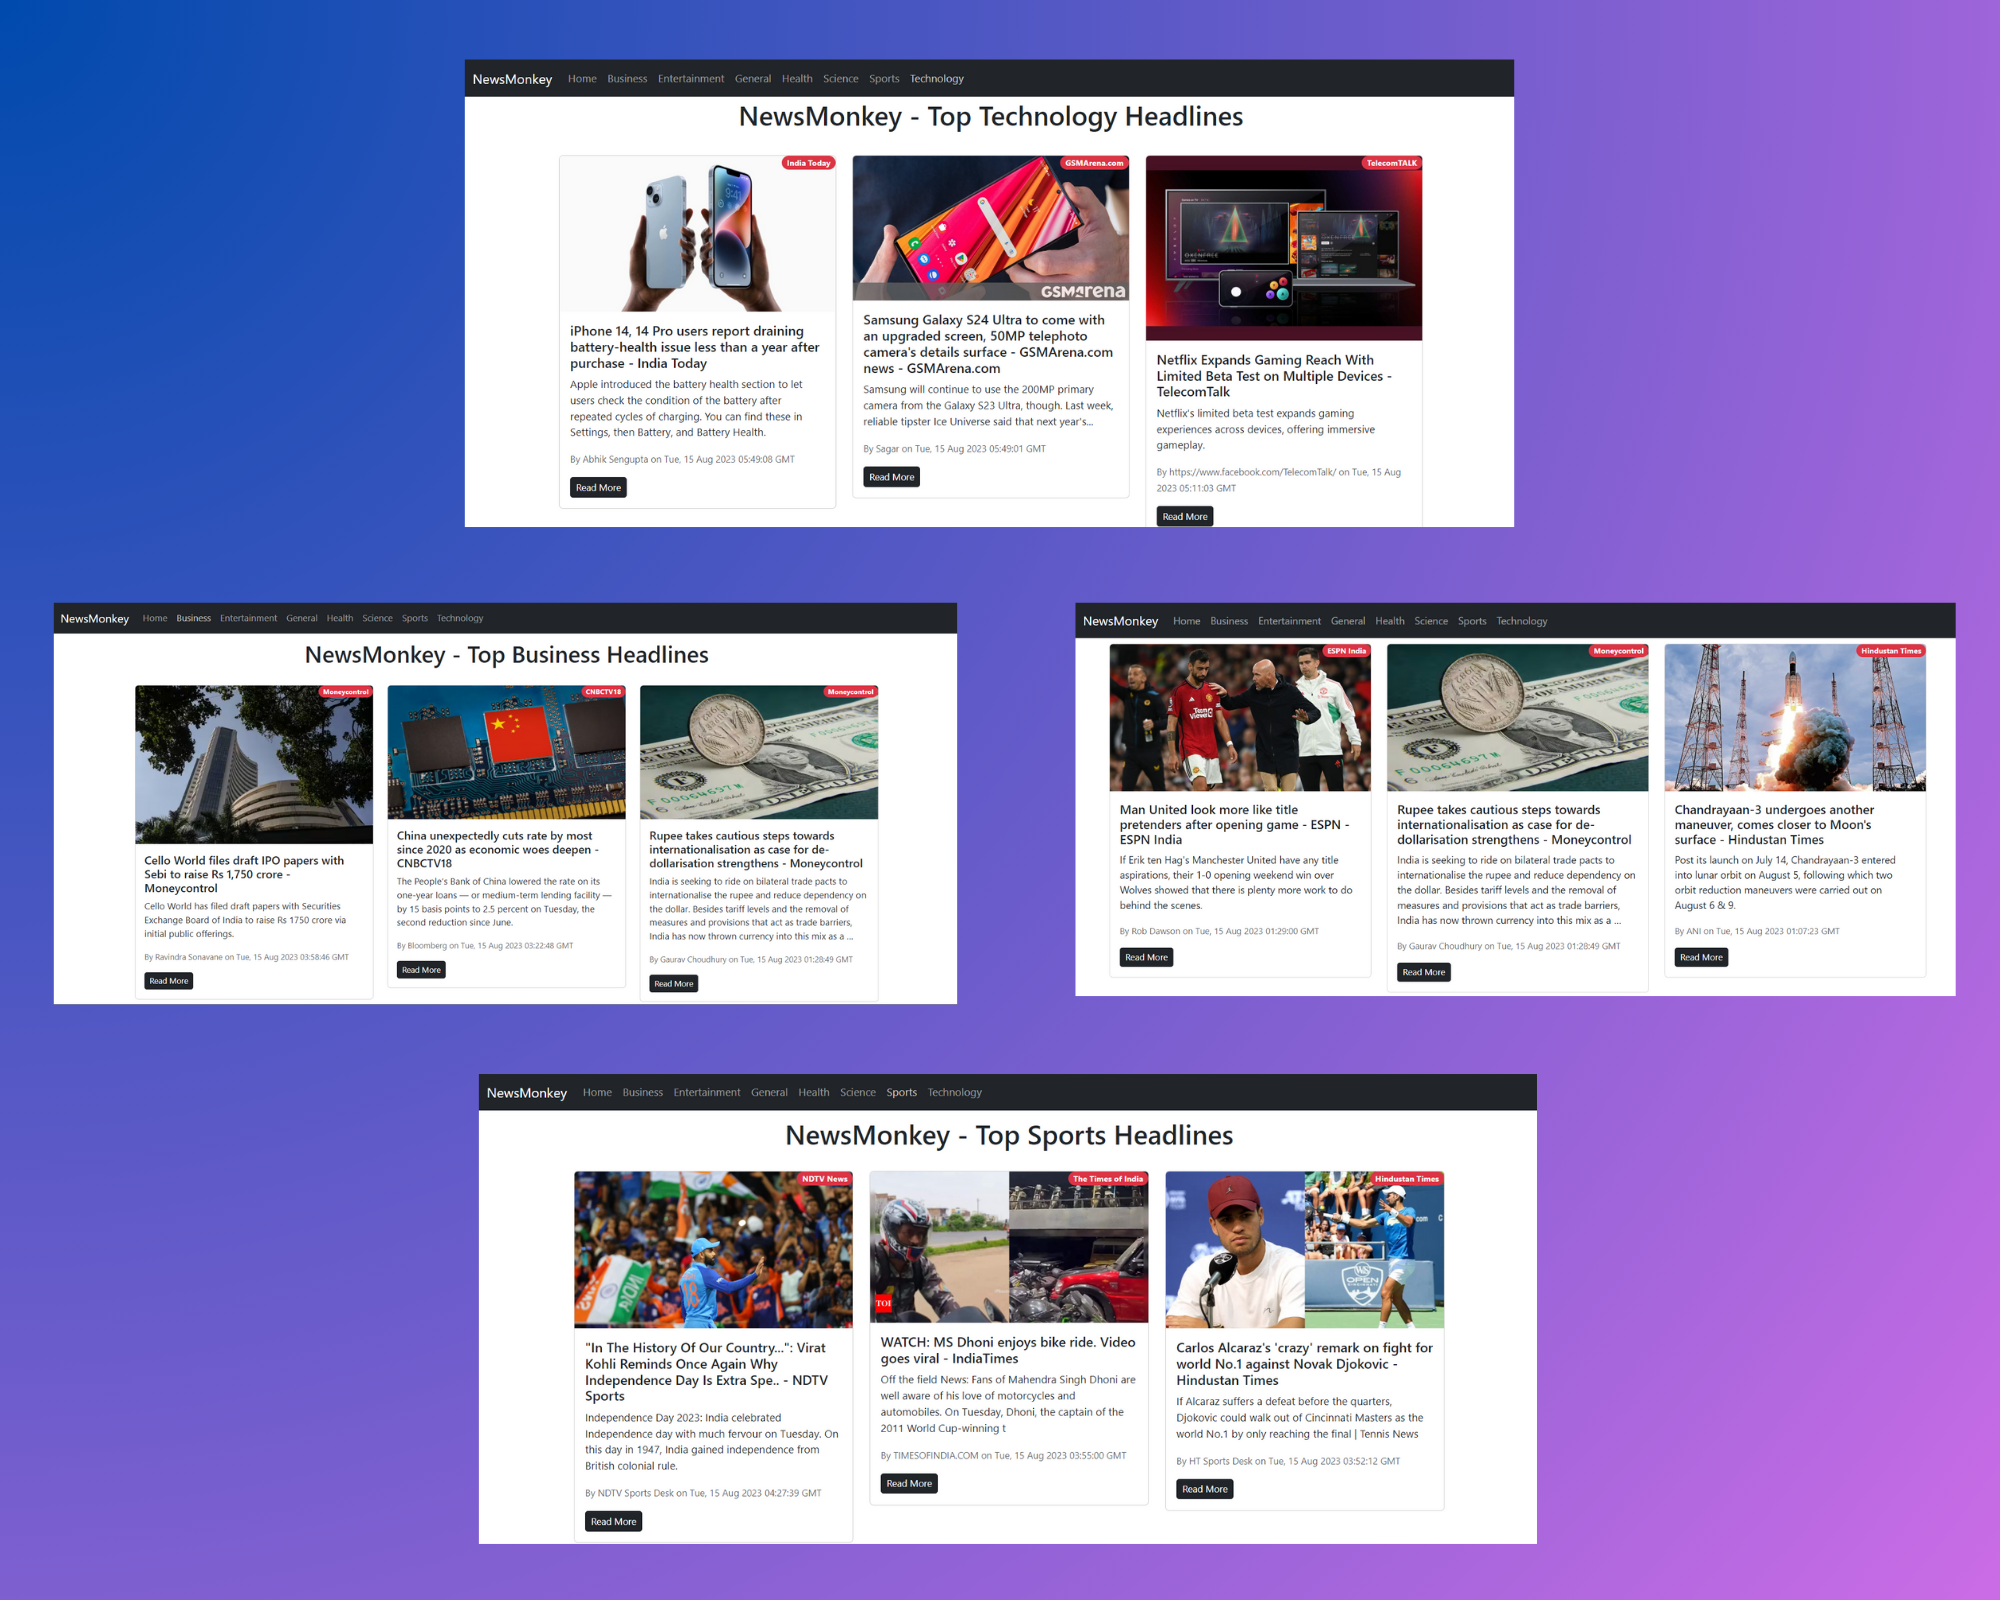 NewsMonkey Home Business Entertainment General Health Science Sports Technology
NewsMonkey - Top Technology Headlines
India Today
iPhone 14, 14 Pro users report draining
battery-health issue less than a year after
purchase - India Today
Apple introduced the battery health section to let
users check the condition of the battery after
repeated cycles of charging. You can find these in
Settings, then Battery, and Battery Health.
By Abhik Sengupta on Tue, 15 Aug 2023 05:49:08 GMT
Read More
GSMArena.com
GSMArena
Samsung Galaxy S24 Ultra to come with
an upgraded screen, 50MP telephoto
camera's details surface - GSMArena.com
news - GSMArena.com
Samsung will continue to use the 200MP primary
camera from the Galaxy S23 Ultra, though. Last week,
reliable tipster Ice Universe said that next year's...
By Sagar on Tue, 15 Aug 2023 05:49:01 GMT
Read More
TelecomTALK
OXENFREE
Netflix Expands Gaming Reach With
Limited Beta Test on Multiple Devices -
TelecomTalk
Netflix's limited beta test expands gaming
experiences across devices, offering immersive
gameplay.
By https://www.facebook.com/TelecomTalk/ on Tue, 15 Aug
2023 05:11:03 GMT
Read More
NewsMonkey Home Business Entertainment General Health Science Sports Technology
NewsMonkey - Top Business Headlines
Moneycontrol
Cello World files draft IPO papers with
Sebi to raise Rs 1,750 crore -
Moneycontrol
Cello World has filed draft papers with Securities
Exchange Board of India to raise Rs 1750 crore via
initial public offerings.
By Ravindra Sonavane on Tue, 15 Aug 2023 03:58:46 GMT
Read More
CNBCTV18
China unexpectedly cuts rate by most
since 2020 as economic woes deepen -
CNBCTV18
The People's Bank of China lowered the rate on its
one-year loans — or medium-term lending facility —
by 15 basis points to 2.5 percent on Tuesday, the
second reduction since June.
By Bloomberg on Tue, 15 Aug 2023 03:22:48 GMT
Read More
Moneycontrol
Rupee takes cautious steps towards
internationalisation as case for de-
dollarisation strengthens - Moneycontrol
India is seeking to ride on bilateral trade pacts to
internationalise the rupee and reduce dependency on
the dollar. Besides tariff levels and the removal of
measures and provisions that act as trade barriers,
India has now thrown currency into this mix as a ...
By Gaurav Choudhury on Tue, 15 Aug 2023 01:28:49 GMT
Read More
NewsMonkey Home Business Entertainment General Health Science Sports Technology
ESPN India
TeamViewer
Man United look more like title
pretenders after opening game - ESPN -
ESPN India
If Erik ten Hag's Manchester United have any title
aspirations, their 1-0 opening weekend win over
Wolves showed that there is plenty more work to do
behind the scenes.
By Rob Dawson on Tue, 15 Aug 2023 01:29:00 GMT
Read More
Moneycontrol
Rupee takes cautious steps towards
internationalisation as case for de-
dollarisation strengthens - Moneycontrol
India is seeking to ride on bilateral trade pacts to
internationalise the rupee and reduce dependency on
the dollar. Besides tariff levels and the removal of
measures and provisions that act as trade barriers,
India has now thrown currency into this mix as a ...
By Gaurav Choudhury on Tue, 15 Aug 2023 01:28:49 GMT
Read More
Hindustan Times
Chandrayaan-3 undergoes another
maneuver, comes closer to Moon's
surface - Hindustan Times
Post its launch on July 14, Chandrayaan-3 entered
into lunar orbit on August 5, following which two
orbit reduction maneuvers were carried out on
August 6 & 9.
By ANI on Tue, 15 Aug 2023 01:07:23 GMT
Read More
NewsMonkey Home Business Entertainment General Health Science Sports Technology
NewsMonkey - Top Sports Headlines
NDTV News
18
"In The History Of Our Country...": Virat
Kohli Reminds Once Again Why
Independence Day Is Extra Spe.. - NDTV
Sports
Independence Day 2023: India celebrated
Independence day with much fervour on Tuesday. On
this day in 1947, India gained independence from
British colonial rule.
By NDTV Sports Desk on Tue, 15 Aug 2023 04:27:39 GMT
Read More
The Times of India
TOI
WATCH: MS Dhoni enjoys bike ride. Video
goes viral - IndiaTimes
Off the field News: Fans of Mahendra Singh Dhoni are
well aware of his love of motorcycles and
automobiles. On Tuesday, Dhoni, the captain of the
2011 World Cup-winning t
By TIMESOFINDIA.COM on Tue, 15 Aug 2023 03:55:00 GMT
Read More
Hindustan Times
WS
OPEN
Carlos Alcaraz's 'crazy' remark on fight for
world No.1 against Novak Djokovic -
Hindustan Times
If Alcaraz suffers a defeat before the quarters,
Djokovic could walk out of Cincinnati Masters as the
world No.1 by only reaching the final | Tennis News
By HT Sports Desk on Tue, 15 Aug 2023 03:52:12 GMT
Read More